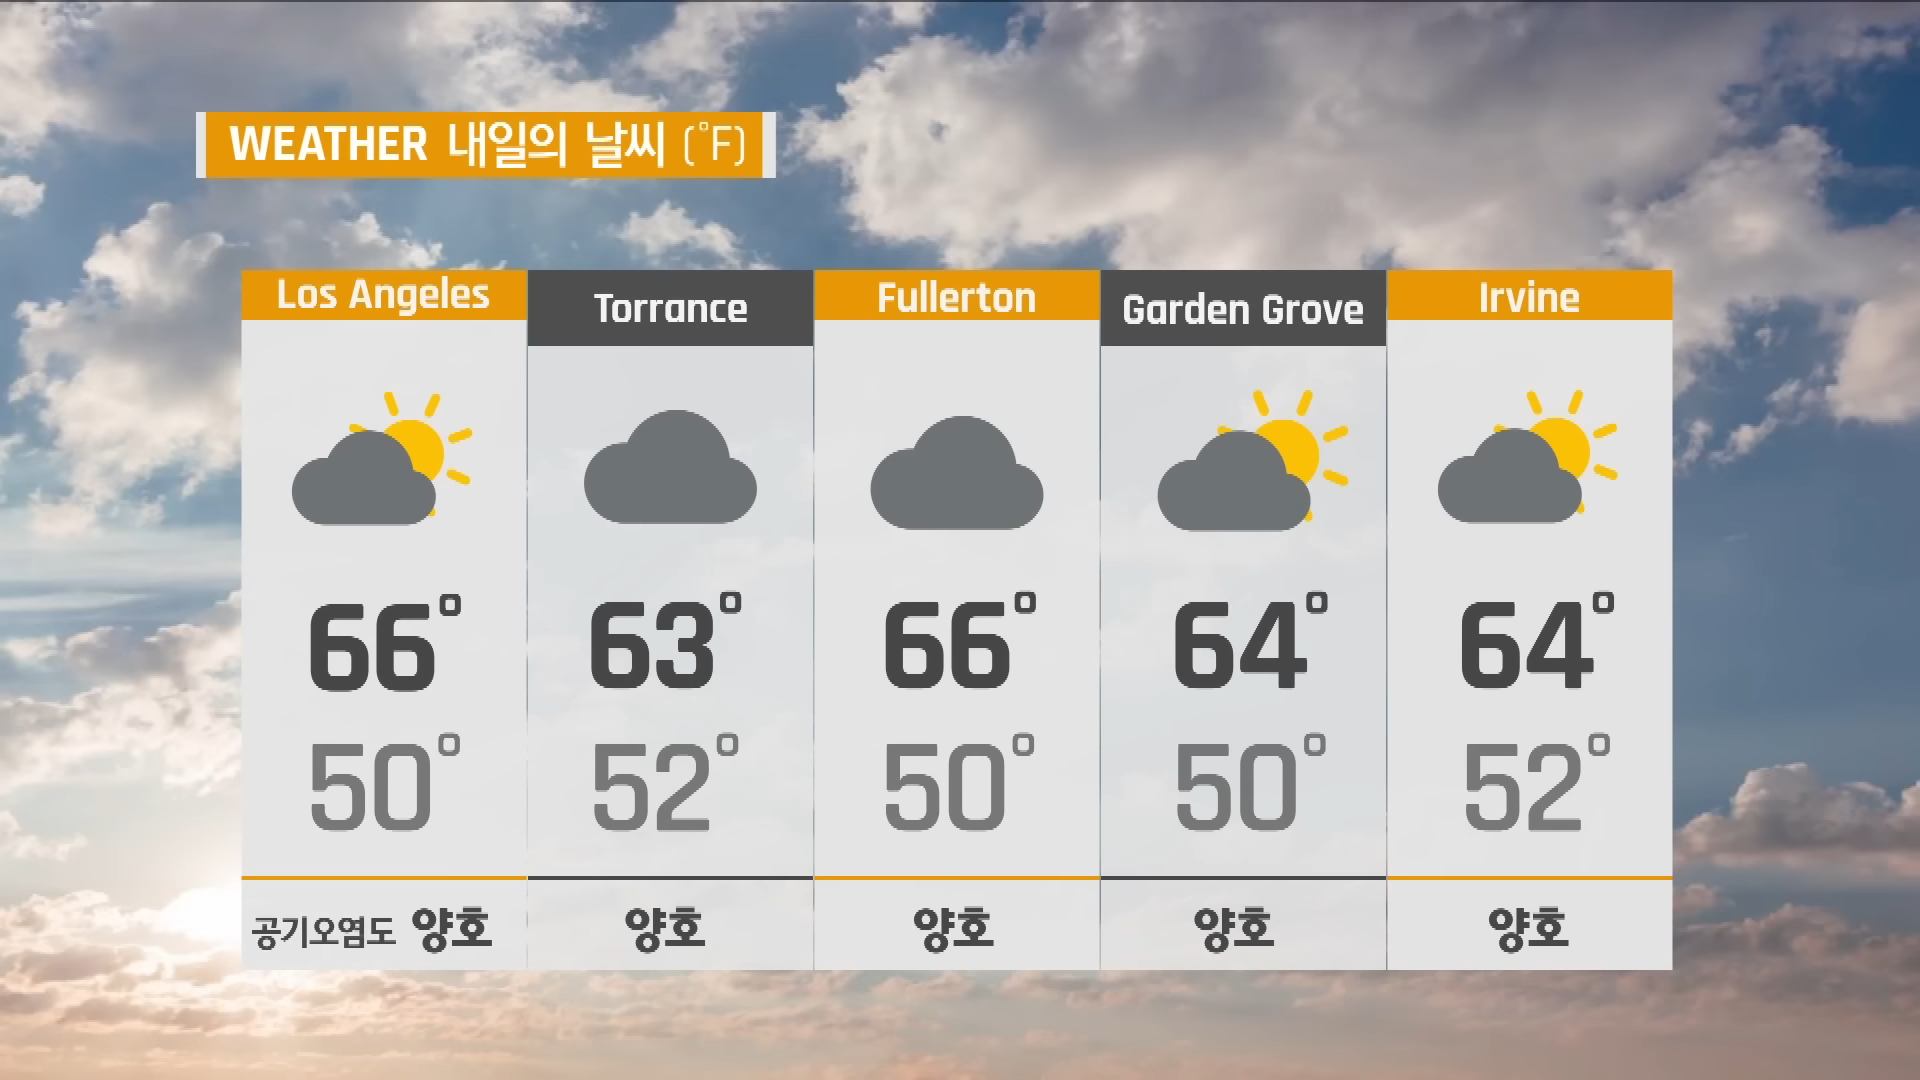 WEATHER 내일의 날씨 (°F)
Los Angeles Torrance Fullerton Garden Grove Irvine
66° 63° 66° 64° 64°
50° 52° 50° 50° 52°
공기오염도 양호 양호 양호 양호 양호